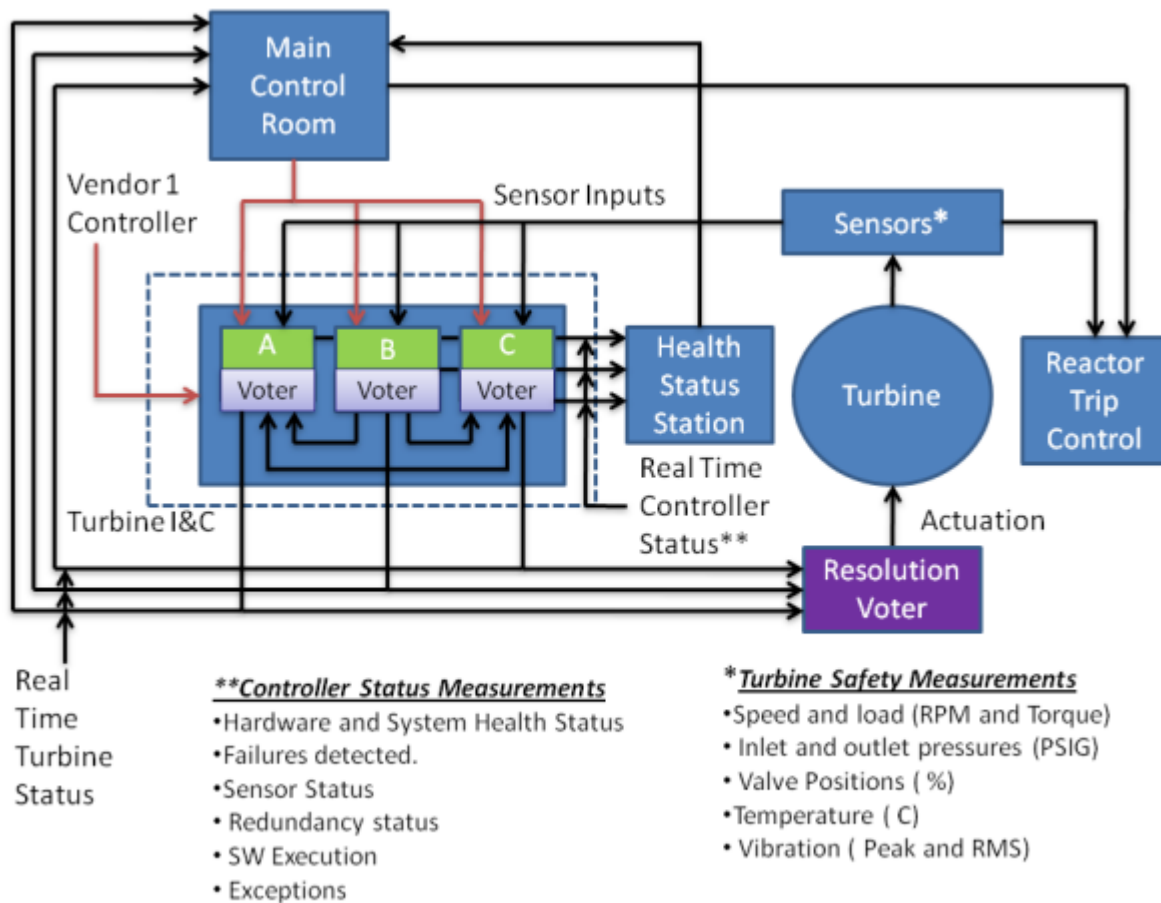 Main
Control
Room
Vendor 1
Controller
Sensor Inputs
Sensors*
A
B
C
Voter
Voter
Voter
Health
Status
Station
Turbine
Reactor
Trip
Control
Turbine I&C
Real Time
Controller
Status**
Actuation
Resolution
Voter
Real
Time
Turbine
Status
**Controller Status Measurements
•Hardware and System Health Status
•Failures detected.
•Sensor Status
• Redundancy status
• SW Execution
• Exceptions
*Turbine Safety Measurements
•Speed and load (RPM and Torque)
• Inlet and outlet pressures (PSIG)
• Valve Positions ( %)
•Temperature ( C)
• Vibration ( Peak and RMS)